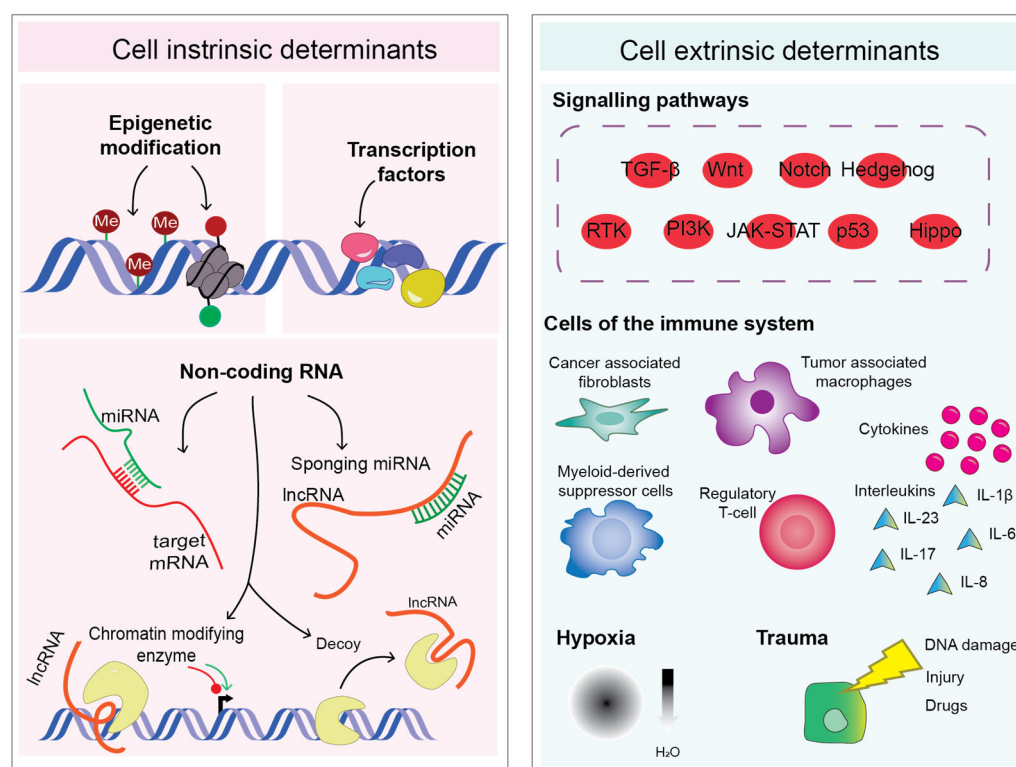 Cell instrinsic determinants
Epigenetic
modification
Transcription
factors
Me
Me
Me
Non-coding RNA
miRNA
target
mRNA
Sponging miRNA
lncRNA
miRNA
lncRNA
Chromatin modifying
enzyme
Decoy
lncRNA
Cell extrinsic determinants
Signalling pathways
TGF-β
Wnt
Notch
Hedgehog
RTK
PI3K
JAK-STAT
p53
Hippo
Cells of the immune system
Cancer associated
fibroblasts
Tumor associated
macrophages
Cytokines
Myeloid-derived
suppressor cells
Regulatory
T-cell
Interleukins
IL-1β
IL-23
IL-6
IL-17
IL-8
Hypoxia
H₂O
Trauma
DNA damage
Injury
Drugs